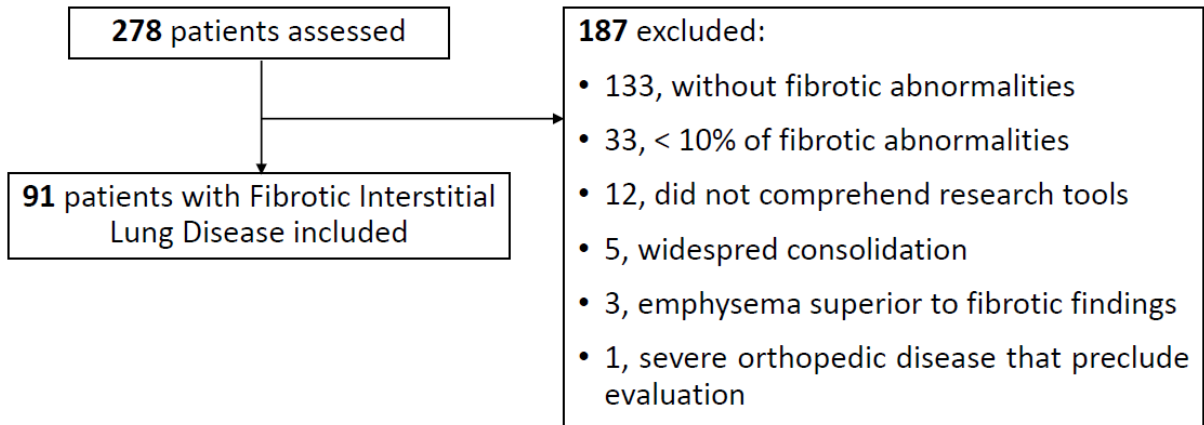 278 patients assessed
91 patients with Fibrotic Interstitial
Lung Disease included
187 excluded:
• 133, without fibrotic abnormalities
• 33, < 10% of fibrotic abnormalities
• 12, did not comprehend research tools
• 5, widespred consolidation
• 3, emphysema superior to fibrotic findings
• 1, severe orthopedic disease that preclude
evaluation